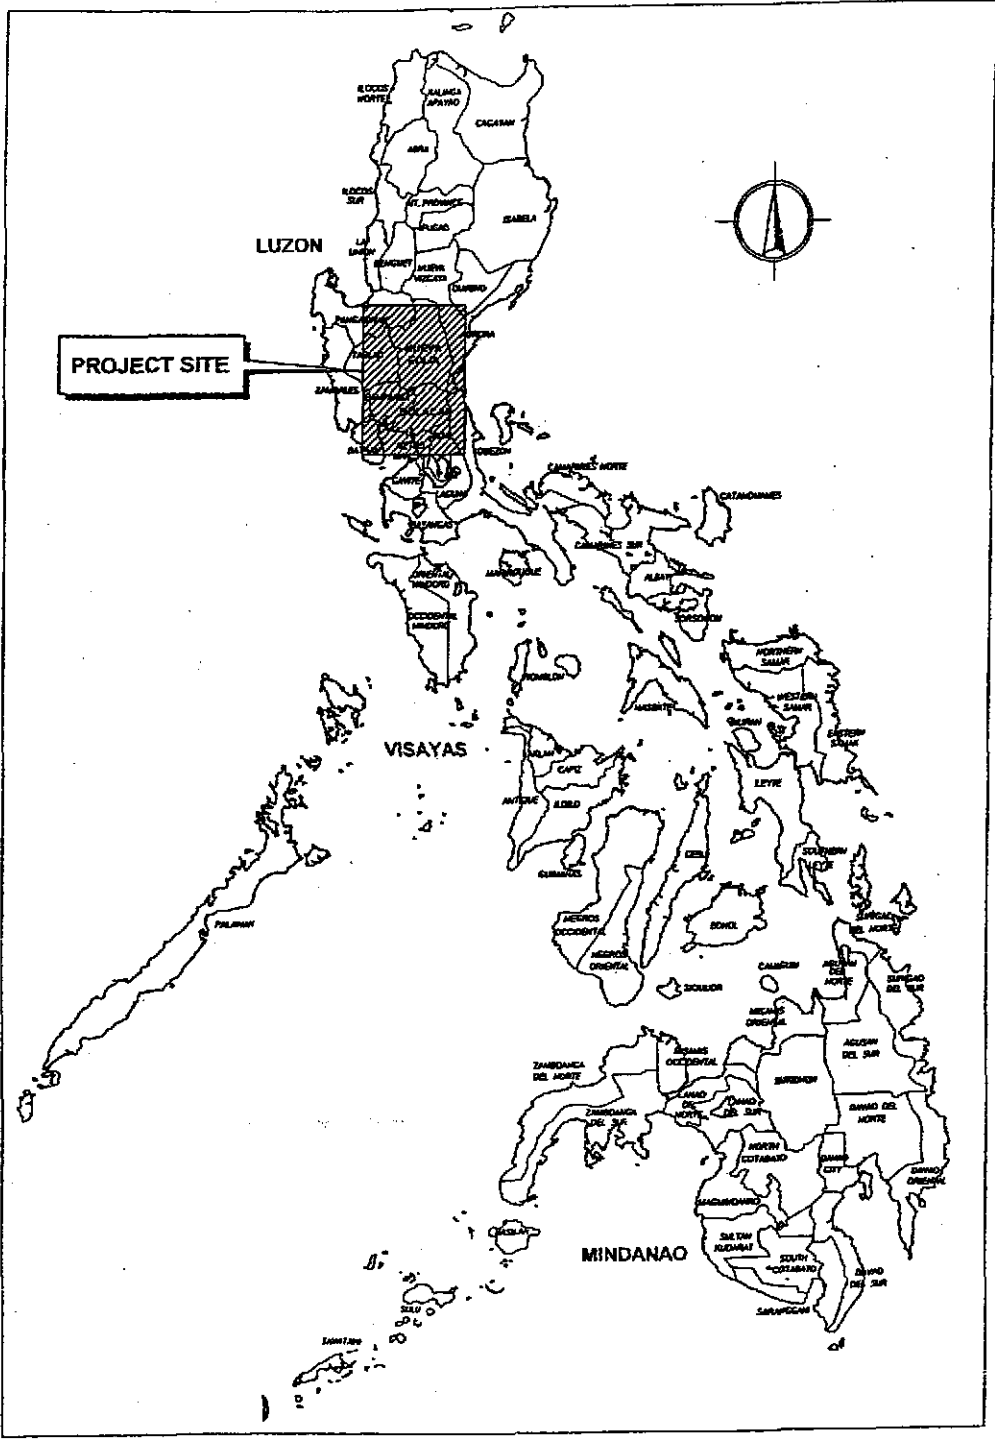 ILOCOS
NORTE
KALINGA
APAYAO
CAGAYAN
ABRA
ILOCOS
SUR
MT. PROVINCE
IFUGAO
ISABELA
LUZON
LA
UNION
BENGUET
NUEVA
VIZCAYA
QUIRINO
PANGASINAN
AURORA
NUEVA
ECIJA
TARLAC
PROJECT SITE
ZAMBALES
BULACAN
QUEZON
CAVITE
LAGUNA
BATANGAS
CAMARINES NORTE
CATANDUANES
CAMARINES SUR
ALBAY
SORSOGON
MARINDUQUE
ORIENTAL
MINDORO
OCCIDENTAL
MINDORO
ROMBLON
MASBATE
NORTHERN
SAMAR
WESTERN
SAMAR
EASTERN
SAMAR
BILIRAN
VISAYAS
AKLAN
CAPIZ
ANTIQUE
ILOILO
LEYTE
GUIMARAS
CEBU
SOUTHERN
LEYTE
PALAWAN
NEGROS
OCCIDENTAL
NEGROS
ORIENTAL
BOHOL
SURIGAO
DEL NORTE
SIQUIJOR
CAMIGUIN
AGUSAN
DEL
NORTE
SURIGAO
DEL SUR
MISAMIS
ORIENTAL
AGUSAN
DEL SUR
ZAMBOANGA
DEL NORTE
MISAMIS
OCCIDENTAL
BUKIDNON
LANAO
DEL
NORTE
LANAO
DEL SUR
ZAMBOANGA
DEL SUR
DAVAO DEL
NORTE
NORTH
COTABATO
DAVAO
CITY
DAVAO
ORIENTAL
MAGUINDANAO
BASILAN
MINDANAO
SULTAN
KUDARAT
SOUTH
COTABATO
DAVAO
DEL SUR
SARANGGANI
SULU